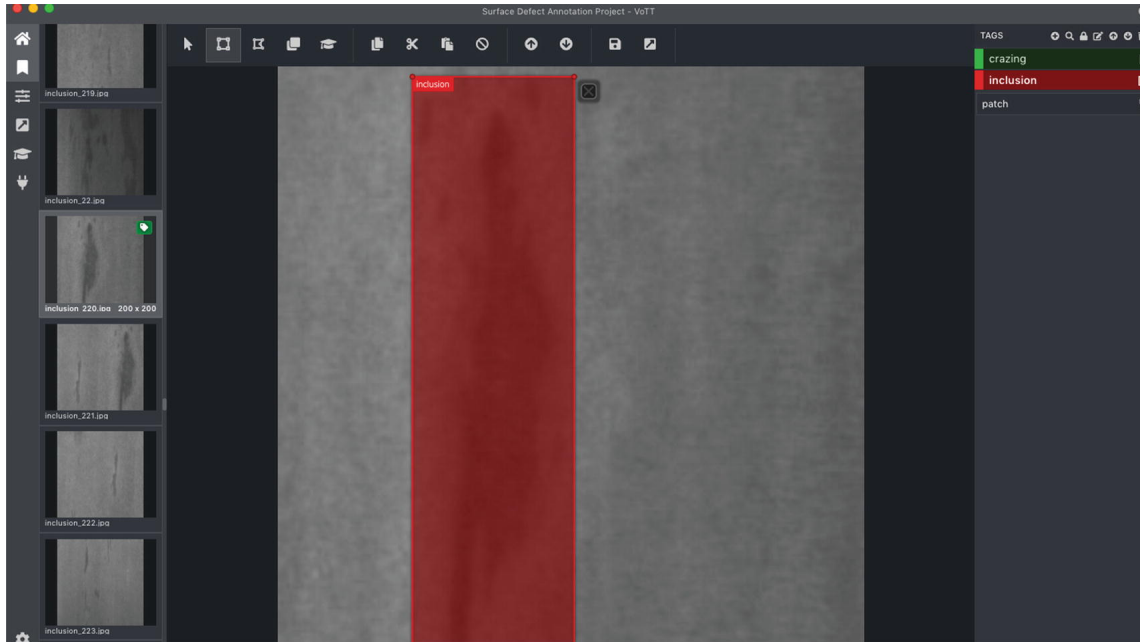 Surface Defect Annotation Project - VoTT
inclusion_219.jpg
inclusion_22.jpg
inclusion_220.jpg 200 x 200
inclusion_221.jpg
inclusion_222.jpg
inclusion_223.jpg
inclusion
TAGS
crazing
inclusion
patch